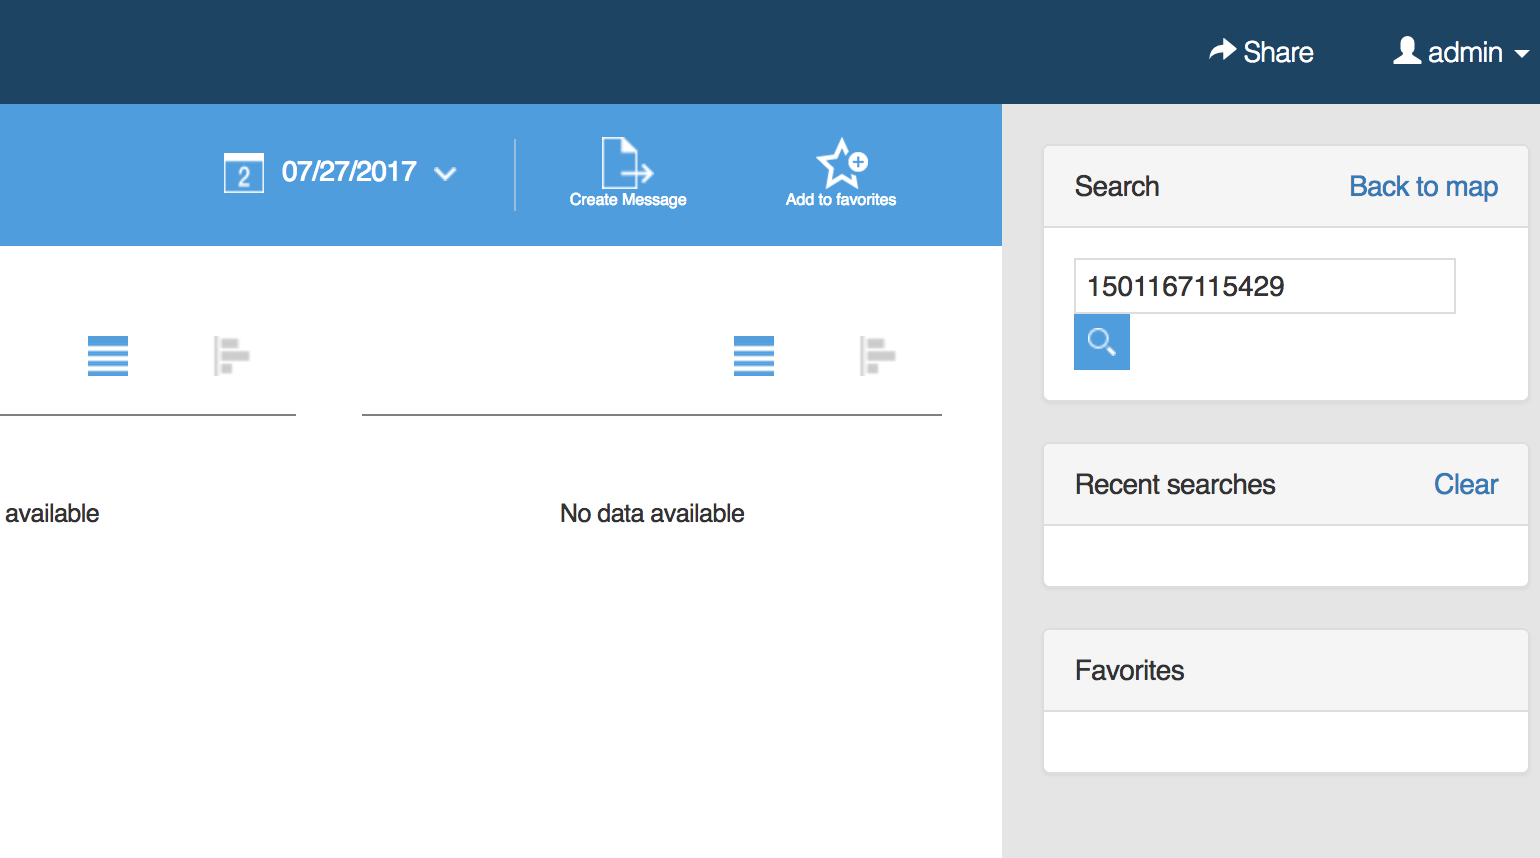 Share
admin
2
07/27/2017
Create Message
Add to favorites
available
No data available
Search
Back to map
1501167115429
Recent searches
Clear
Favorites